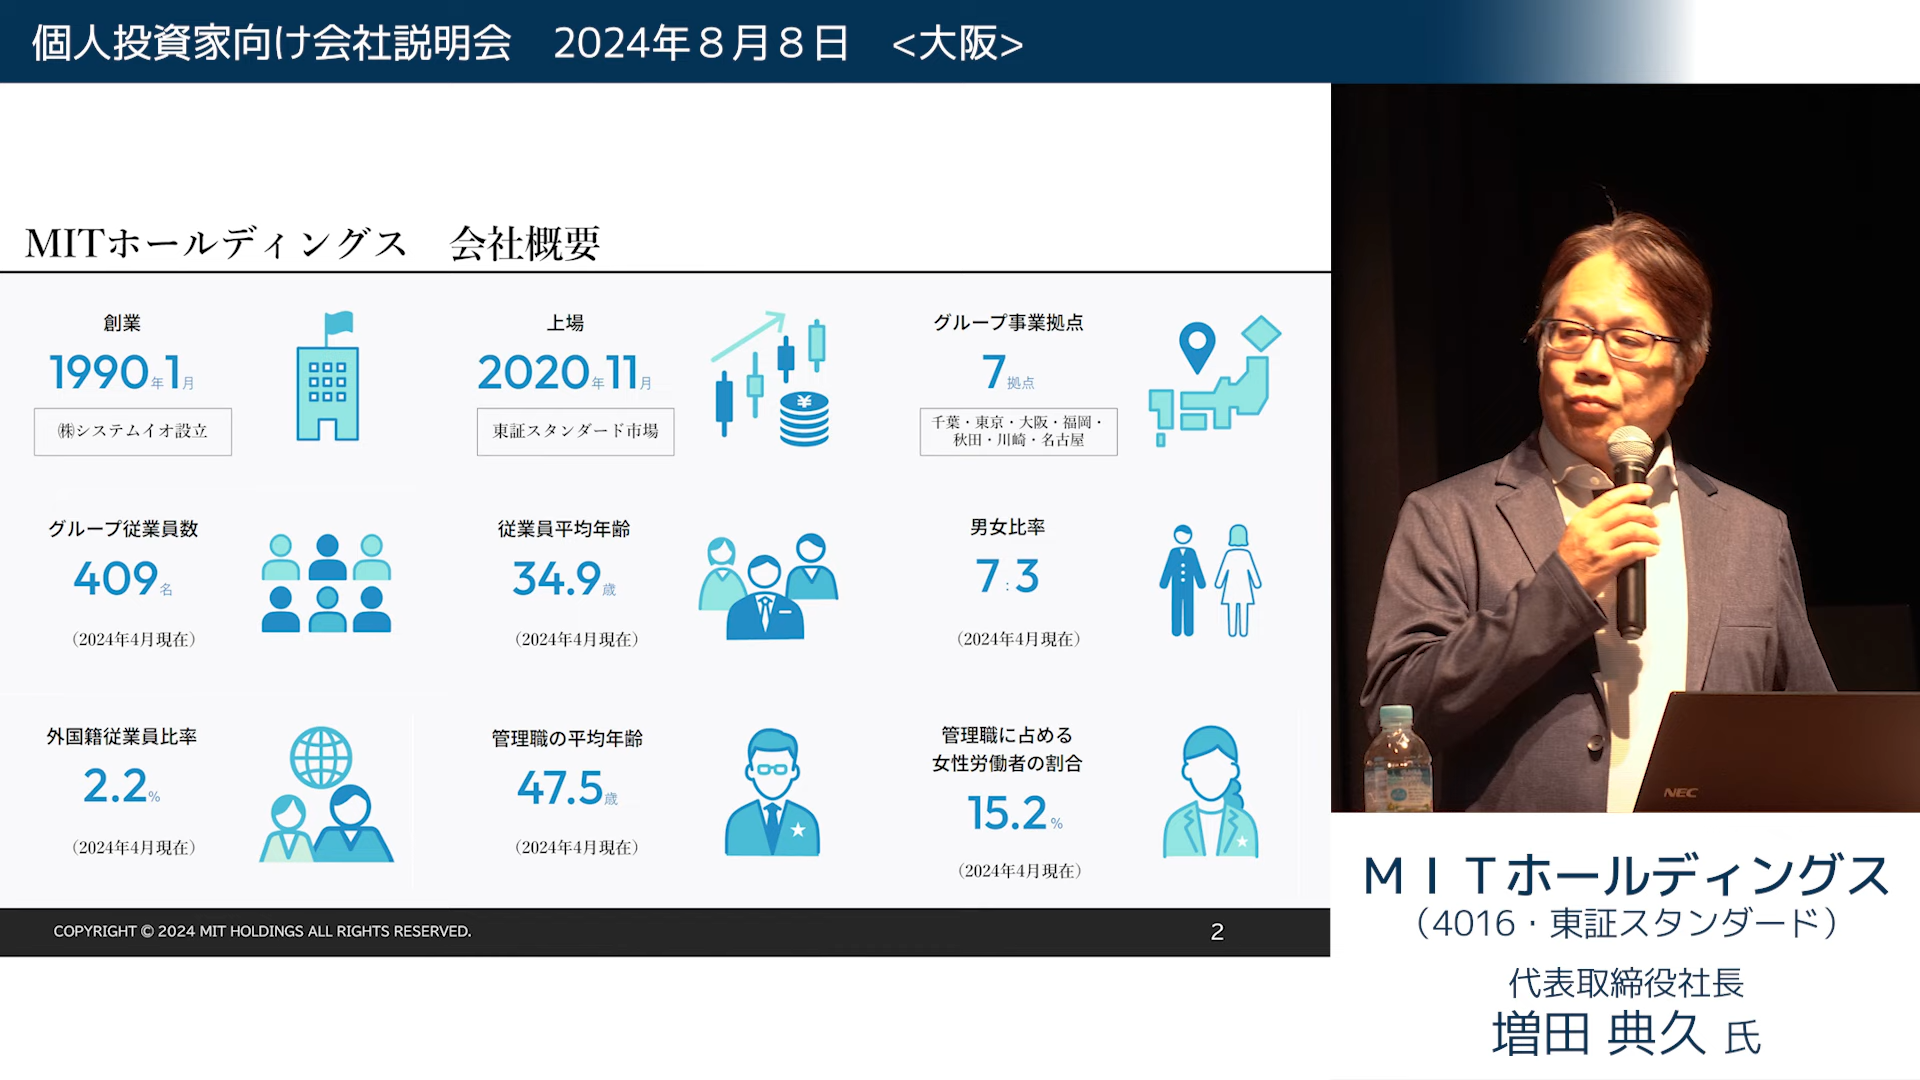 個人投資家向け会社説明会　2024年８月８日　<大阪>
MITホールディングス　会社概要
創業
1990年1月
㈱システムイオ設立
上場
2020年11月
東証スタンダード市場
グループ事業拠点
7拠点
千葉・東京・大阪・福岡・
秋田・川崎・名古屋
グループ従業員数
409名
（2024年4月現在）
従業員平均年齢
34.9歳
（2024年4月現在）
男女比率
7:3
（2024年4月現在）
外国籍従業員比率
2.2%
（2024年4月現在）
管理職の平均年齢
47.5歳
（2024年4月現在）
管理職に占める
女性労働者の割合
15.2%
（2024年4月現在）
COPYRIGHT © 2024 MIT HOLDINGS ALL RIGHTS RESERVED.
2
NEC
ＭＩＴホールディングス
（4016・東証スタンダード）
代表取締役社長
増田 典久 氏